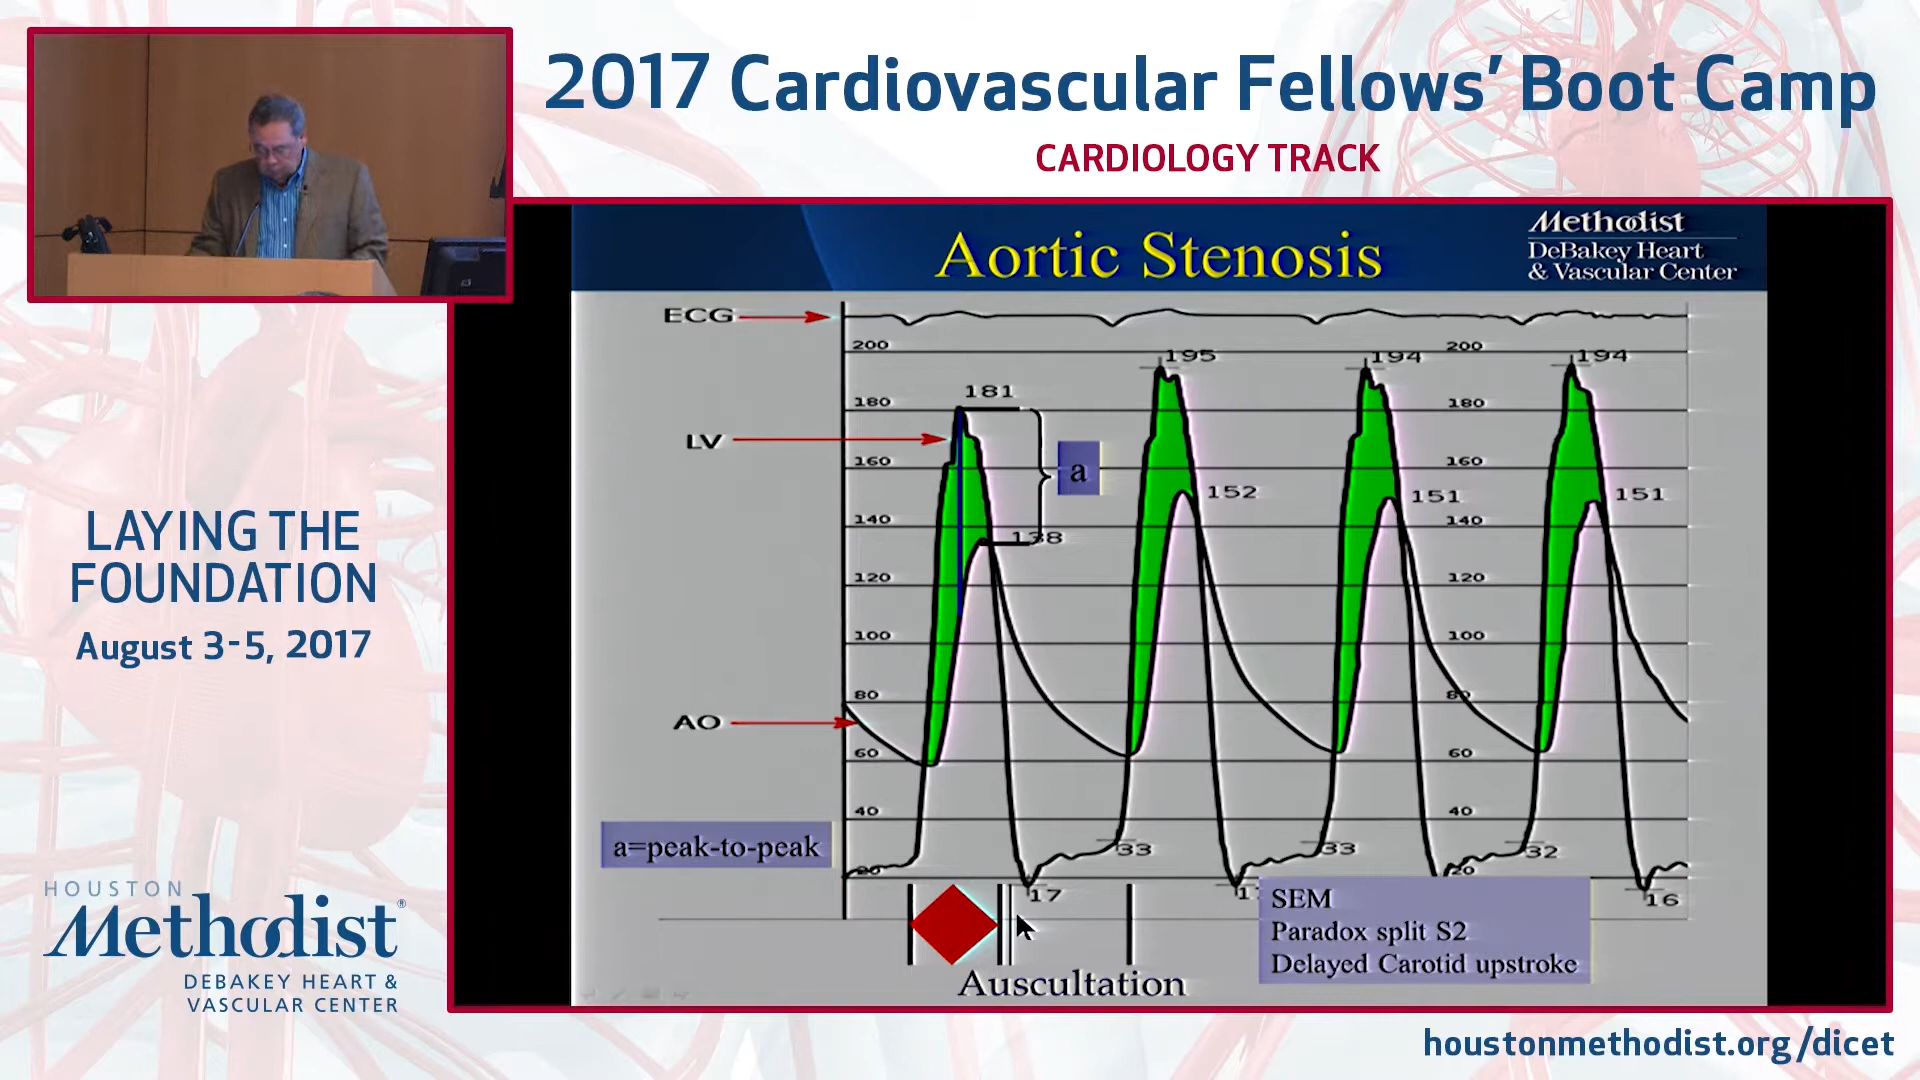 2017 Cardiovascular Fellows' Boot Camp
CARDIOLOGY TRACK
Aortic Stenosis
Methodist
DeBakey Heart
& Vascular Center
ECG
200
200
195
194
194
181
180
180
LV
160
160
a
152
151
151
140
140
138
120
120
100
100
80
80
AO
60
60
40
40
a=peak-to-peak
33
33
32
20
20
17
16
SEM
Paradox split S2
Delayed Carotid upstroke
Auscultation
LAYING THE
FOUNDATION
August 3-5, 2017
HOUSTON
Methodist®
DEBAKEY HEART &
VASCULAR CENTER
houstonmethodist.org/dicet